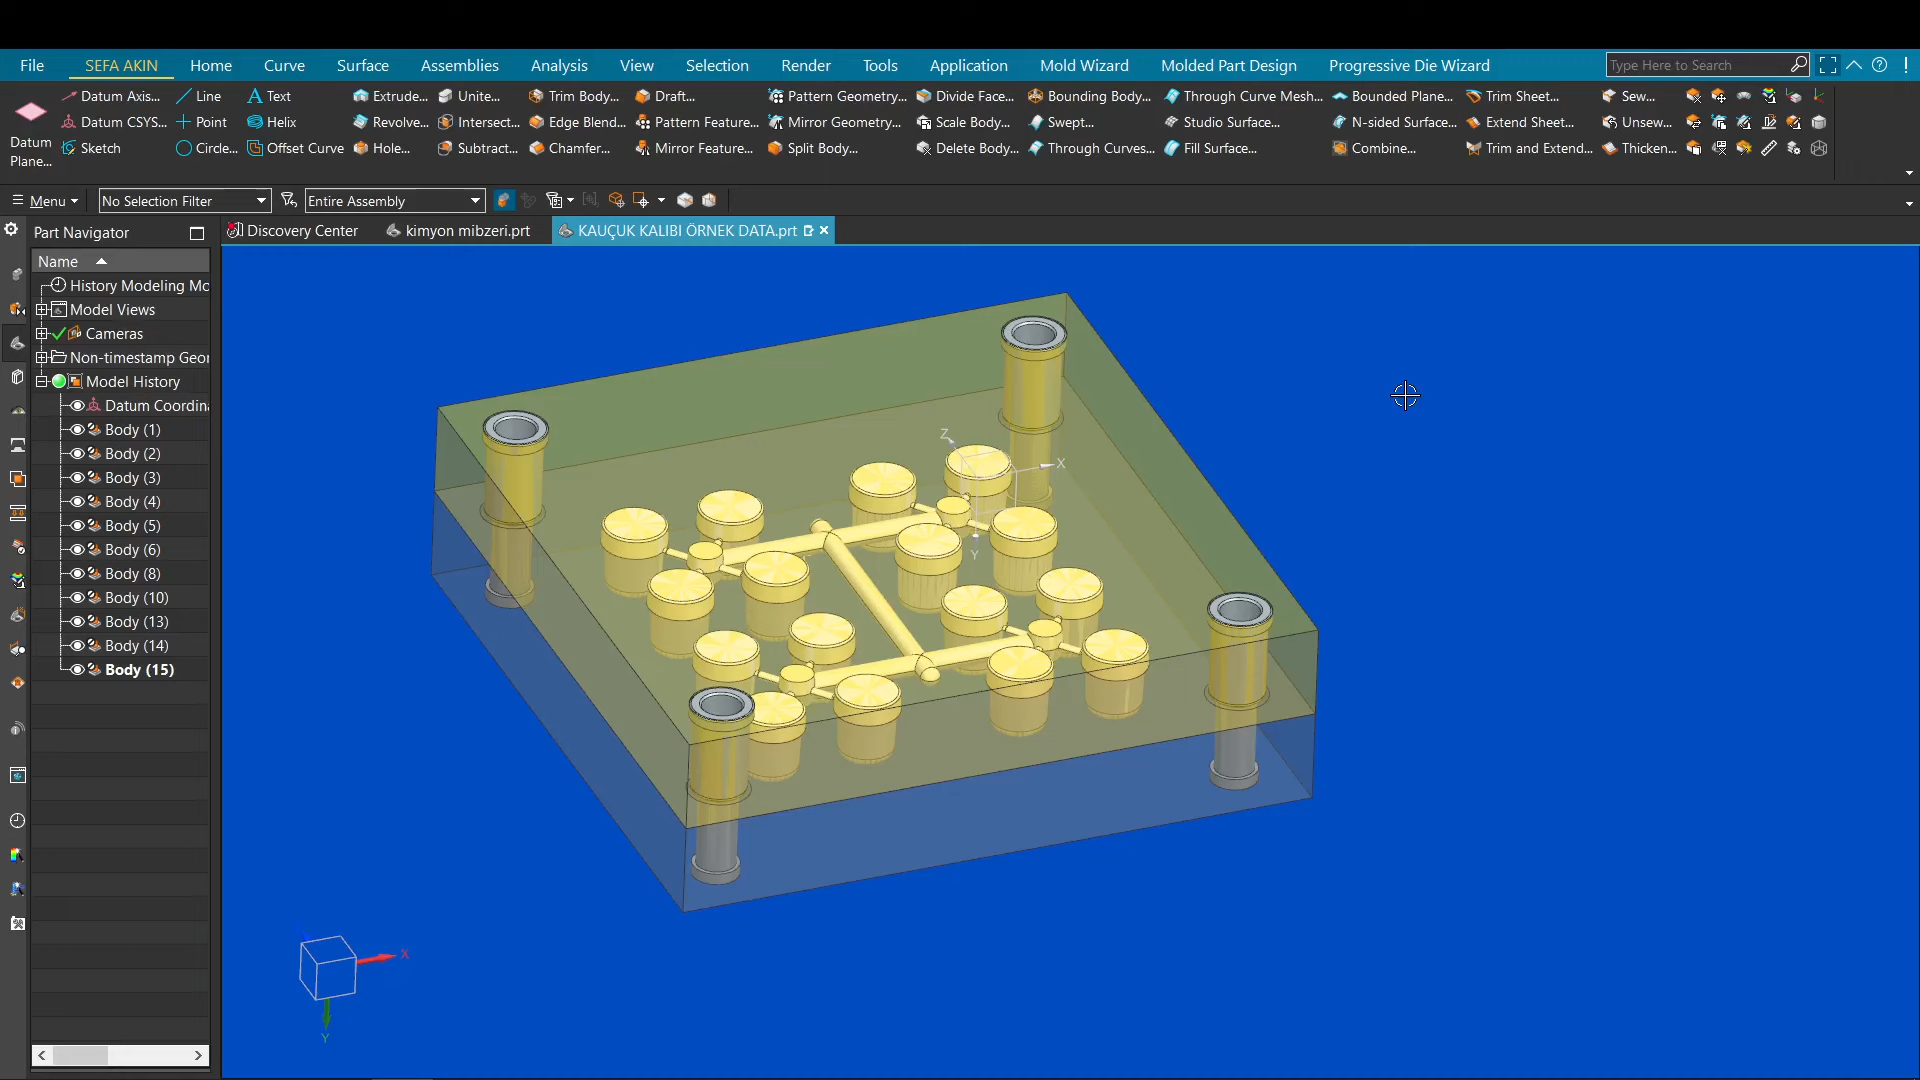 File SEFA AKIN Home Curve Surface Assemblies Analysis View Selection Render Tools Application Mold Wizard Molded Part Design Progressive Die Wizard Type Here to Search
Datum Axis... Line Text Extrude... Unite... Trim Body... Draft... Pattern Geometry... Divide Face... Bounding Body... Through Curve Mesh... Bounded Plane... Trim Sheet... Sew...
Datum CSYS... Point Helix Revolve... Intersect... Edge Blend... Pattern Feature... Mirror Geometry... Scale Body... Swept... Studio Surface... N-sided Surface... Extend Sheet... Unsew...
Datum Plane... Sketch Circle... Offset Curve Hole... Subtract... Chamfer... Mirror Feature... Split Body... Delete Body... Through Curves... Fill Surface... Combine... Trim and Extend... Thicken...
Menu No Selection Filter Entire Assembly
Part Navigator Discovery Center kimyon mibzeri.prt KAUÇUK KALIBI ÖRNEK DATA.prt
Name
History Modeling Mo
Model Views
Cameras
Non-timestamp Geor
Model History
Datum Coordina
Body (1)
Body (2)
Body (3)
Body (4)
Body (5)
Body (6)
Body (8)
Body (10)
Body (13)
Body (14)
Body (15)
Z
X
Y
X
Y